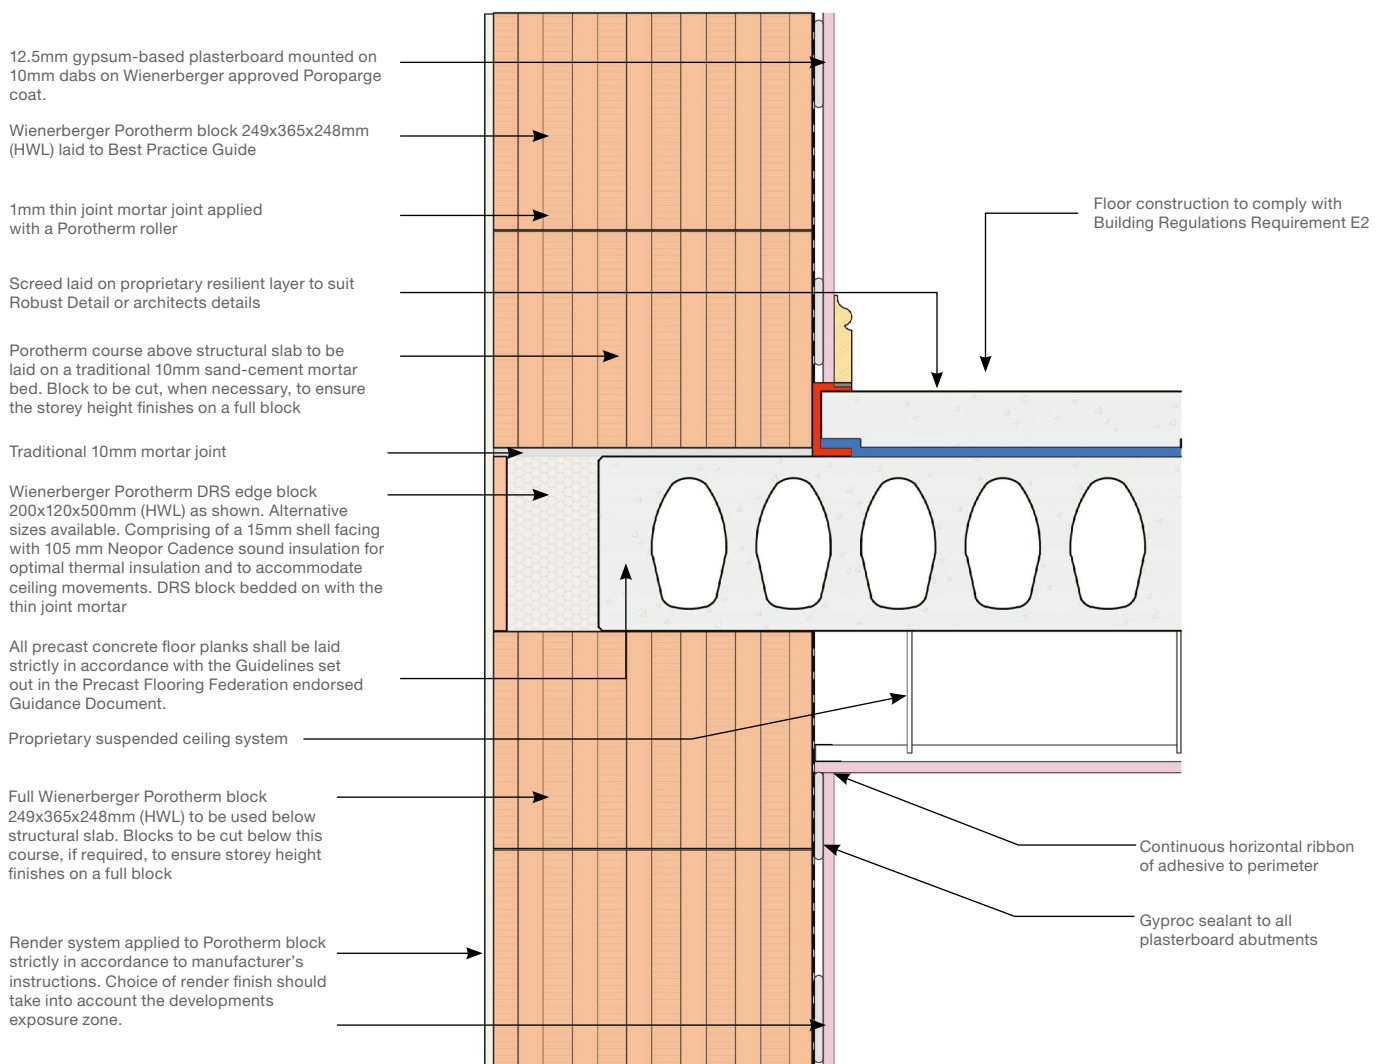 12.5mm gypsum-based plasterboard mounted on
10mm dabs on Wienerberger approved Poroparge
coat.
Wienerberger Porotherm block 249x365x248mm
(HWL) laid to Best Practice Guide
1mm thin joint mortar joint applied
with a Porotherm roller
Screed laid on proprietary resilient layer to suit
Robust Detail or architects details
Porotherm course above structural slab to be
laid on a traditional 10mm sand-cement mortar
bed. Block to be cut, when necessary, to ensure
the storey height finishes on a full block
Traditional 10mm mortar joint
Wienerberger Porotherm DRS edge block
200x120x500mm (HWL) as shown. Alternative
sizes available. Comprising of a 15mm shell facing
with 105 mm Neopor Cadence sound insulation for
optimal thermal insulation and to accommodate
ceiling movements. DRS block bedded on with the
thin joint mortar
All precast concrete floor planks shall be laid
strictly in accordance with the Guidelines set
out in the Precast Flooring Federation endorsed
Guidance Document.
Proprietary suspended ceiling system
Full Wienerberger Porotherm block
249x365x248mm (HWL) to be used below
structural slab. Blocks to be cut below this
course, if required, to ensure storey height
finishes on a full block
Render system applied to Porotherm block
strictly in accordance to manufacturer's
instructions. Choice of render finish should
take into account the developments
exposure zone.
Floor construction to comply with
Building Regulations Requirement E2
Continuous horizontal ribbon
of adhesive to perimeter
Gyproc sealant to all
plasterboard abutments